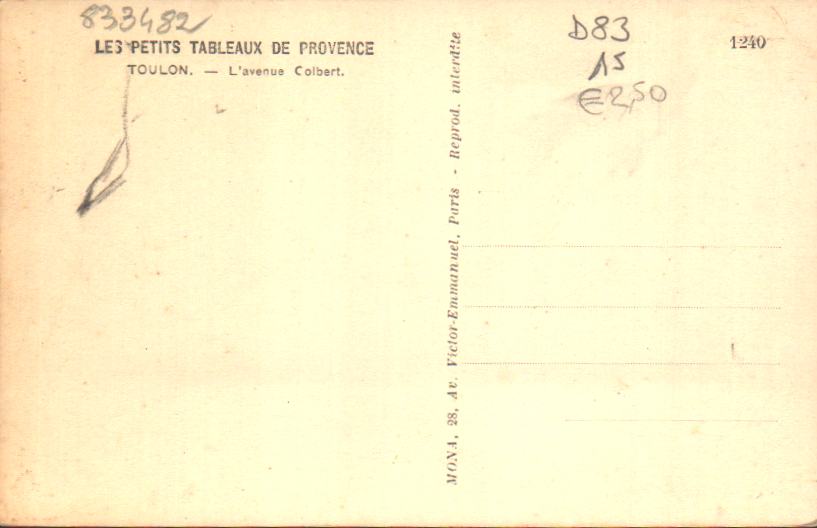 833482
LES PETITS TABLEAUX DE PROVENCE
TOULON. — L'avenue Colbert.
MONA, 28, Av. Victor-Emmanuel, Paris - Reprod. interdite
D83
15
€2,50
1240